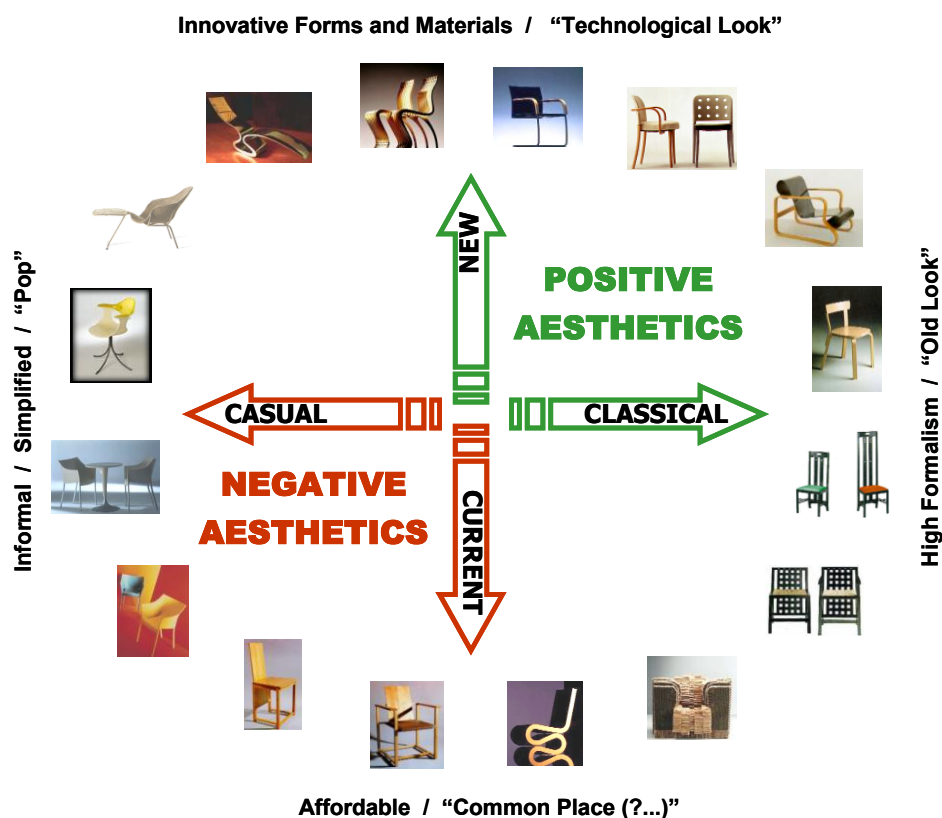 Innovative Forms and Materials / “Technological Look”
NEW
POSITIVE
AESTHETICS
Informal / Simplified / “Pop”
High Formalism / “Old Look”
CASUAL
CLASSICAL
NEGATIVE
AESTHETICS
CURRENT
Affordable / “Common Place (?...)”